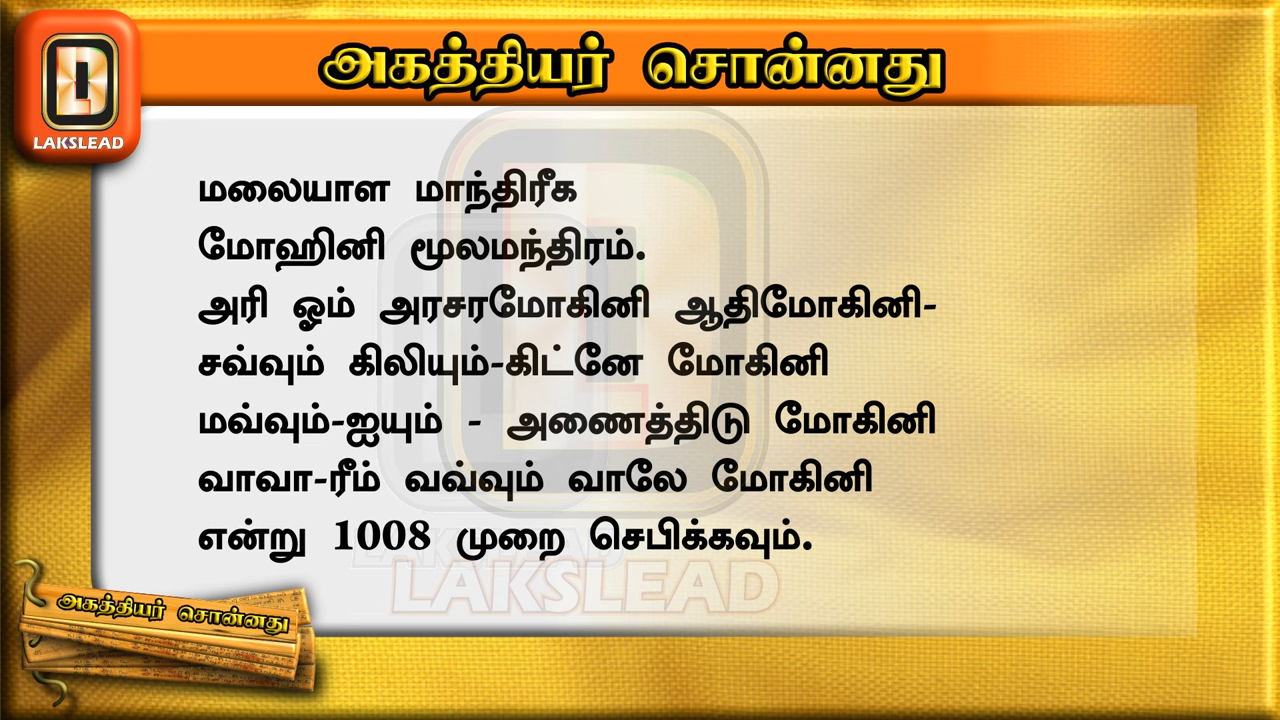 அகத்தியர் சொன்னது
LAKSLEAD
மலையாள மாந்திரீக
மோஹினி மூலமந்திரம்.
அரி ஓம் அரசரமோகினி ஆதிமோகினி-
சவ்வும் கிலியும்-கிட்னே மோகினி
மவ்வும்-ஐயும் - அணைத்திடு மோகினி
வாவா-ரீம் வவ்வும் வாலே மோகினி
என்று 1008 முறை செபிக்கவும்.
LAKSLEAD
LAKSLEAD
அகத்தியர் சொன்னது